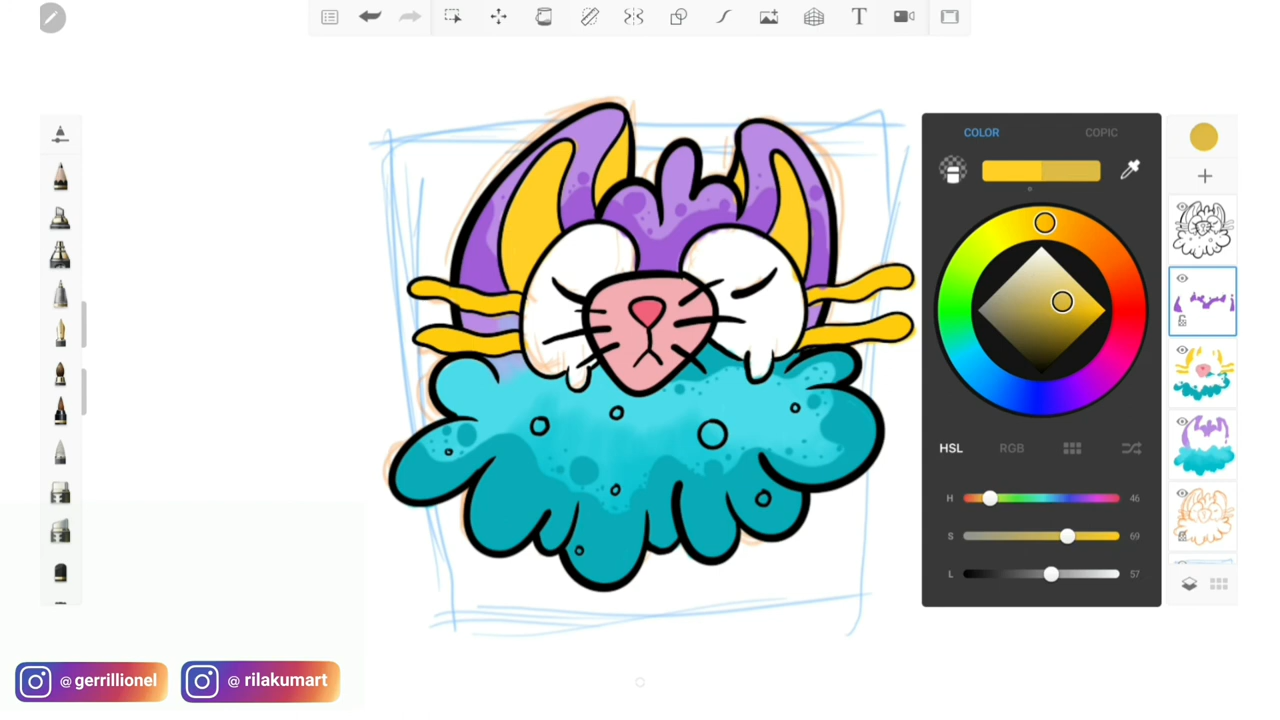 T
COLOR
COPIC
HSL
RGB
H
46
S
69
L
57
@ gerrillionel
@ rilakumart